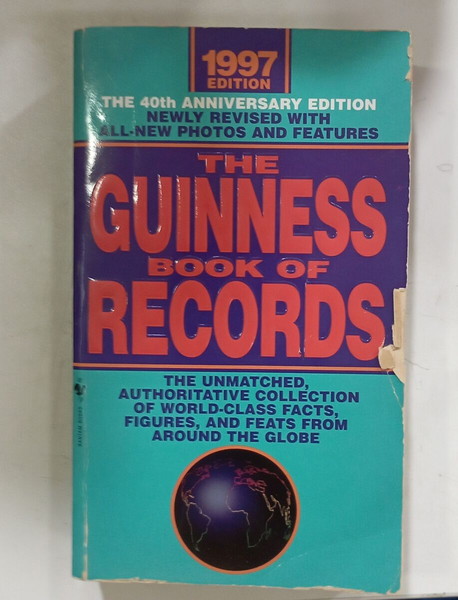 1997
EDITION
THE 40th ANNIVERSARY EDITION
NEWLY REVISED WITH
ALL-NEW PHOTOS AND FEATURES
THE
GUINNESS
BOOK OF
RECORDS
THE UNMATCHED,
AUTHORITATIVE COLLECTION
OF WORLD-CLASS FACTS,
FIGURES, AND FEATS FROM
AROUND THE GLOBE